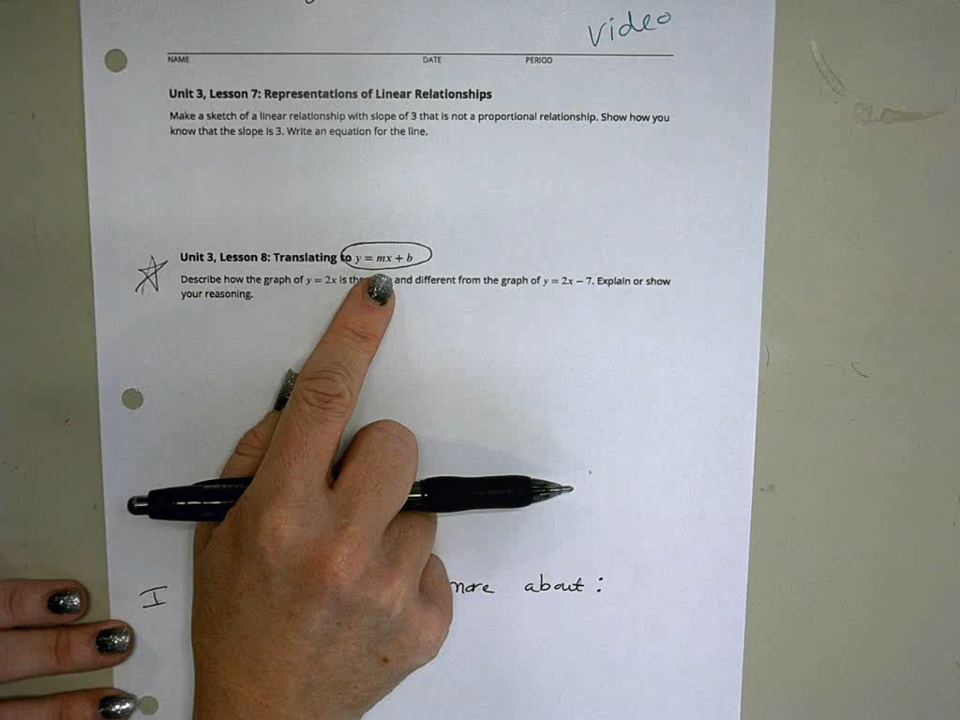 video
NAME DATE PERIOD
Unit 3, Lesson 7: Representations of Linear Relationships
Make a sketch of a linear relationship with slope of 3 that is not a proportional relationship. Show how you
know that the slope is 3. Write an equation for the line.
Unit 3, Lesson 8: Translating to y = mx + b
Describe how the graph of y = 2x is the and different from the graph of y = 2x − 7. Explain or show
your reasoning.
I more about: